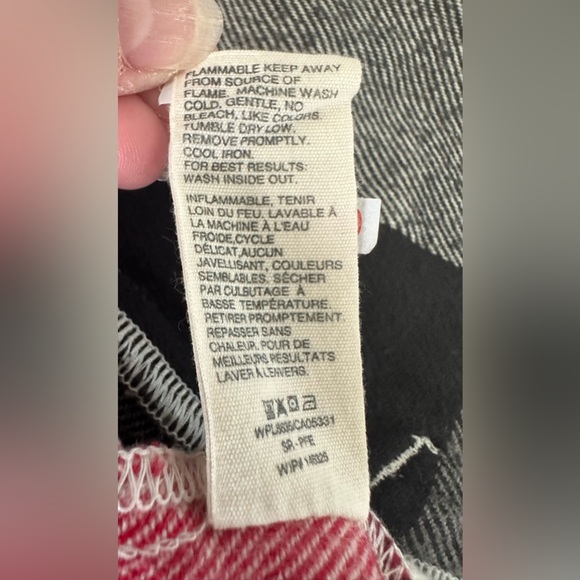 FLAMMABLE KEEP AWAY
FROM SOURCE OF
FLAME. MACHINE WASH
COLD, GENTLE, NO
BLEACH, LIKE COLORS.
TUMBLE DRY LOW.
REMOVE PROMPTLY.
COOL IRON.
FOR BEST RESULTS:
WASH INSIDE OUT.
INFLAMMABLE, TENIR
LOIN DU FEU. LAVABLE À
LA MACHINE À L'EAU
FROIDE,CYCLE
DÉLICAT,AUCUN
JAVELLISANT, COULEURS
SEMBLABLES. SÉCHER
PAR CULBUTAGE À
BASSE TEMPÉRATURE.
RETIRER PROMPTEMENT.
REPASSER SANS
CHALEUR. POUR DE
MEILLEURS RESULTATS
LAVER À L'ENVERS.
SR - PFE